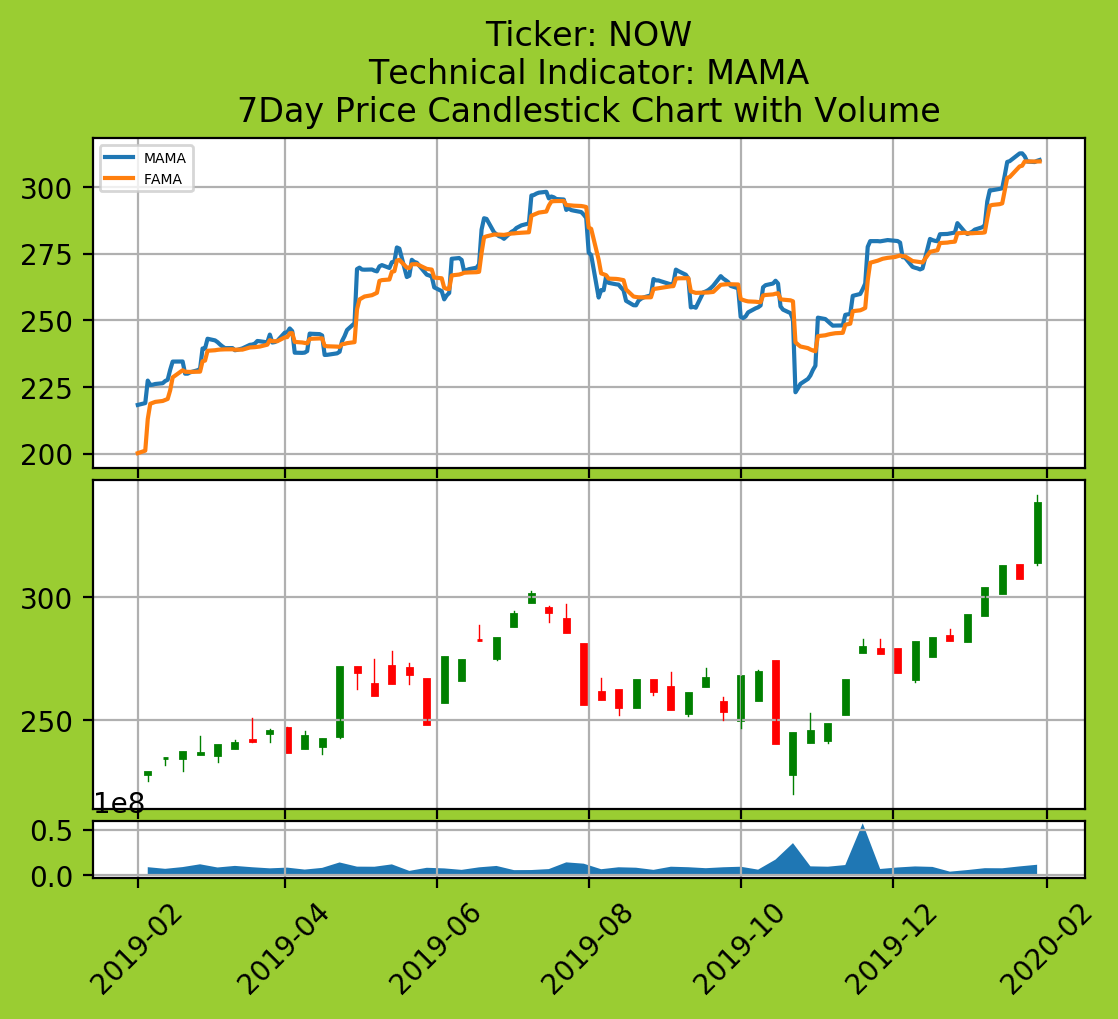 Ticker: NOW
Technical Indicator: MAMA
7Day Price Candlestick Chart with Volume
MAMA
FAMA
300
275
250
225
200
300
250
1e8
0.5
0.0
2019-02
2019-04
2019-06
2019-08
2019-10
2019-12
2020-02